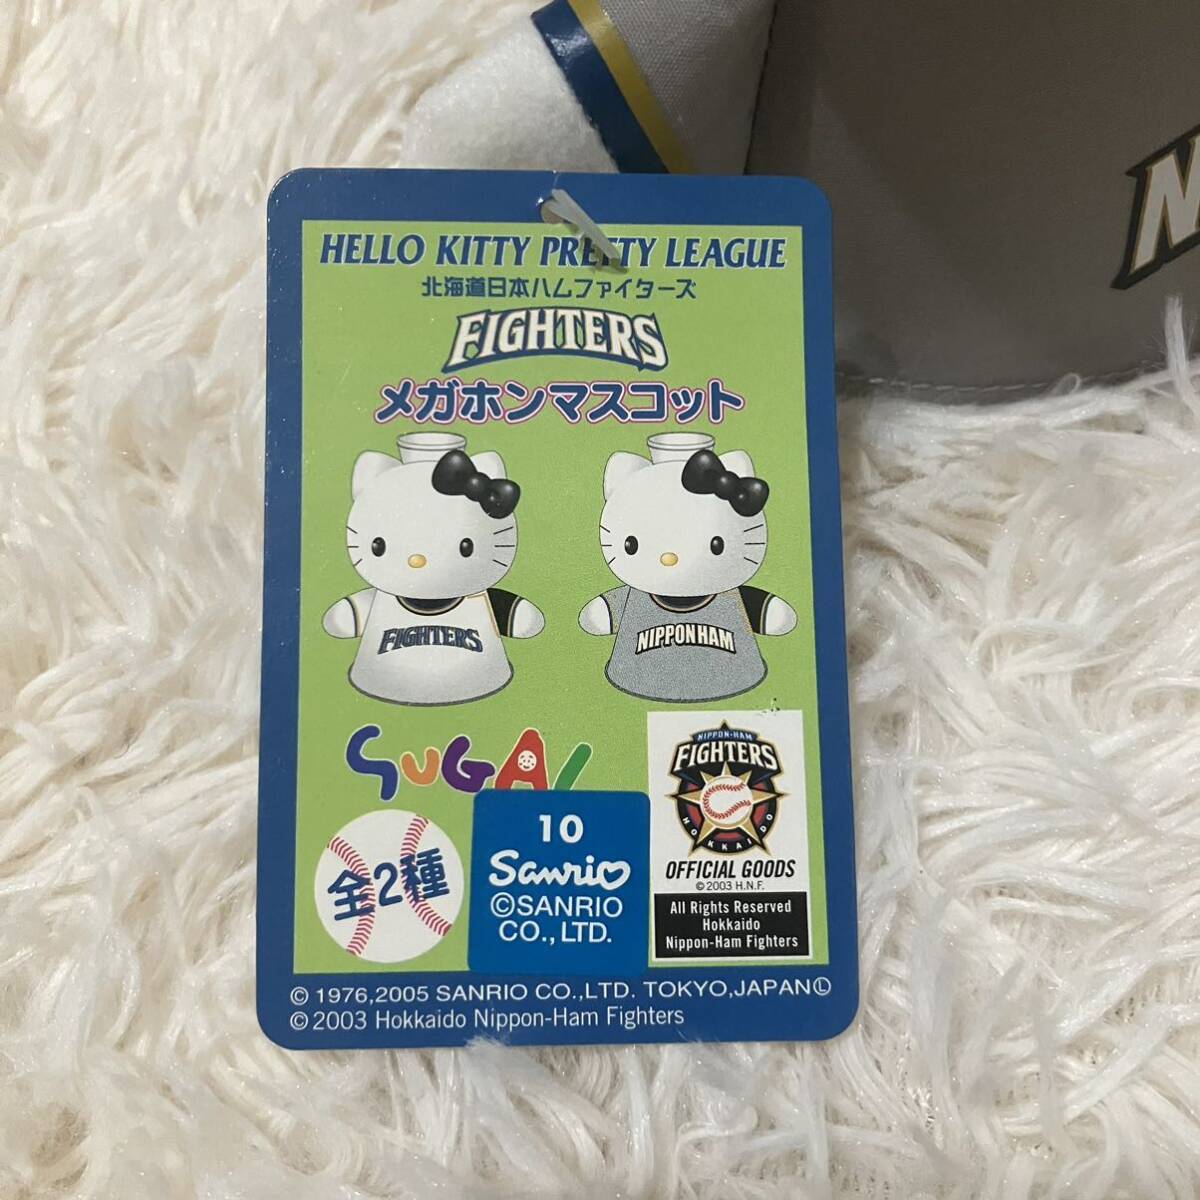 HELLO KITTY PRETTY LEAGUE
北海道日本ハムファイターズ
FIGHTERS
メガホンマスコット
FIGHTERS
NIPPON HAM
SUGAI
全2種
10
Sanrio
©SANRIO
CO., LTD.
NIPPON-HAM
FIGHTERS
HOKKAIDO
OFFICIAL GOODS
© 2003 H.N.F.
All Rights Reserved
Hokkaido
Nippon-Ham Fighters
© 1976,2005 SANRIO CO.,LTD. TOKYO,JAPANⓁ
© 2003 Hokkaido Nippon-Ham Fighters